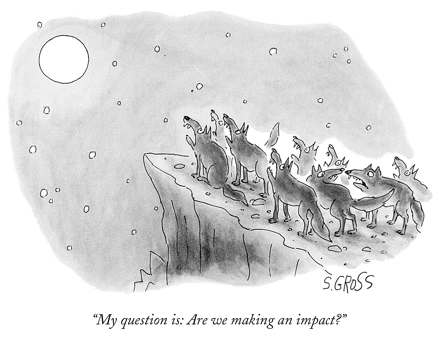 S. GROSS
“My question is: Are we making an impact?”